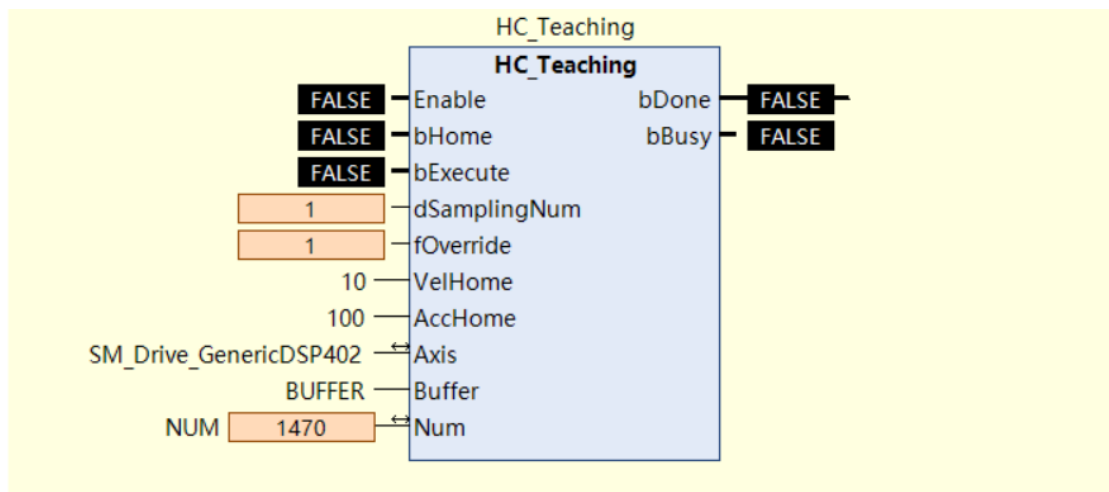 HC_Teaching
HC_Teaching
FALSE Enable bDone FALSE
FALSE bHome bBusy FALSE
FALSE bExecute
1 dSamplingNum
1 fOverride
10 VelHome
100 AccHome
SM_Drive_GenericDSP402 Axis
BUFFER Buffer
NUM 1470 Num